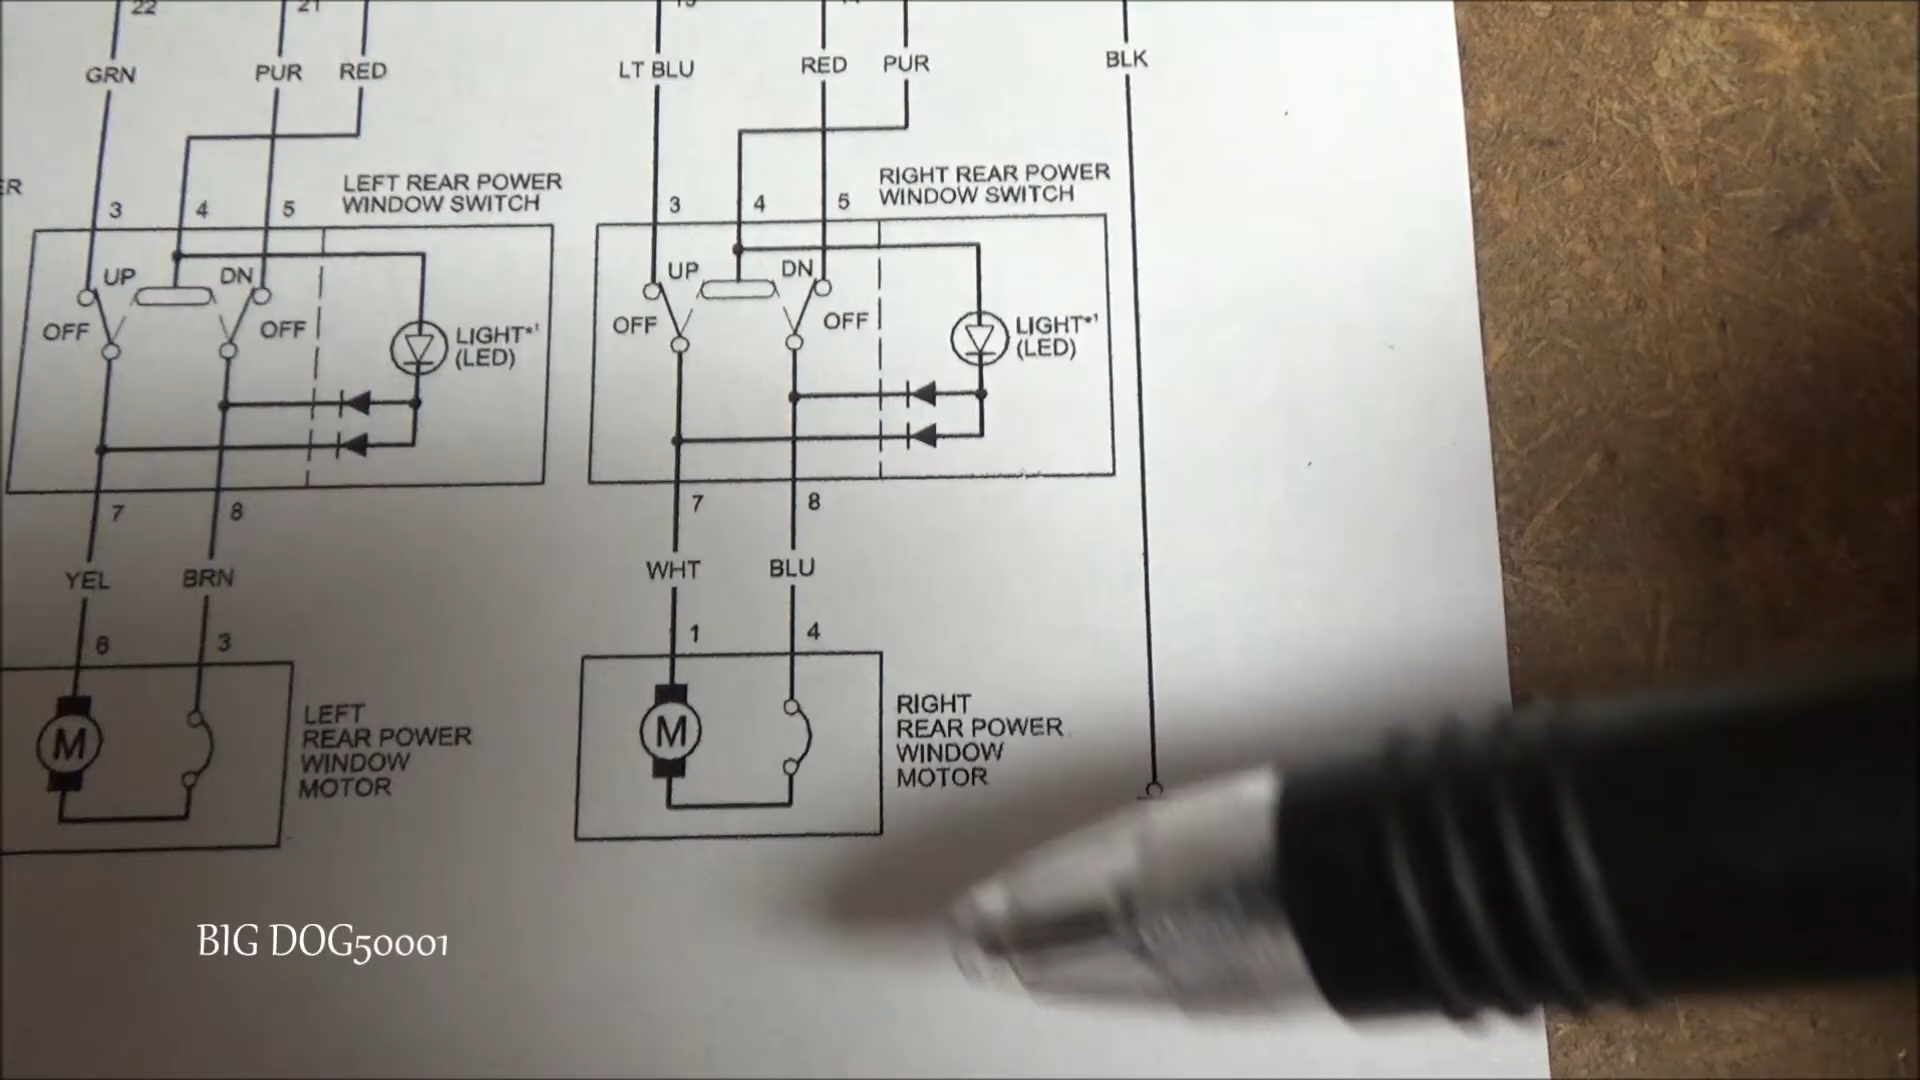 22
21
GRN
PUR
RED
LT BLU
RED
PUR
BLK
LEFT REAR POWER
WINDOW SWITCH
RIGHT REAR POWER
WINDOW SWITCH
3
4
5
3
4
5
UP
DN
OFF
OFF
LIGHT*¹
(LED)
UP
DN
OFF
OFF
LIGHT*¹
(LED)
7
8
7
8
YEL
BRN
WHT
BLU
6
3
1
4
M
LEFT
REAR POWER
WINDOW
MOTOR
M
RIGHT
REAR POWER
WINDOW
MOTOR
BIG DOG50001